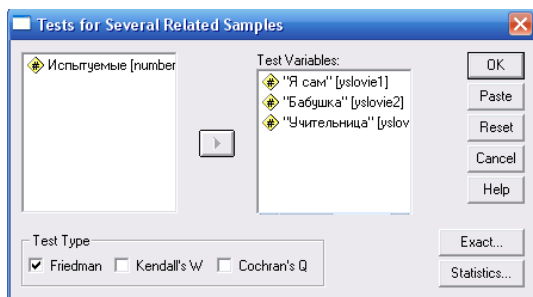 Tests for Several Related Samples
Испытуемые [number
Test Variables:
"Я сам" [yslovie1]
"Бабушка" [yslovie2]
"Учительница" [yslov
OK
Paste
Reset
Cancel
Help
Test Type
Friedman Kendall's W Cochran's Q
Exact...
Statistics...